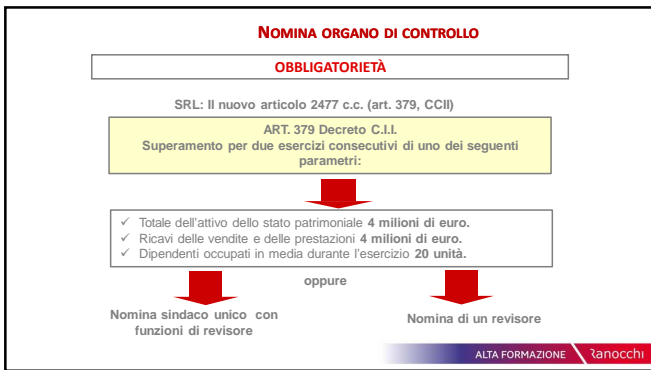 NOMINA ORGANO DI CONTROLLO
OBBLIGATORIETÀ
SRL: Il nuovo articolo 2477 c.c. (art. 379, CCII)
ART. 379 Decreto C.I.I.
Superamento per due esercizi consecutivi di uno dei seguenti
parametri:
✓ Totale dell'attivo dello stato patrimoniale 4 milioni di euro.
✓ Ricavi delle vendite e delle prestazioni 4 milioni di euro.
✓ Dipendenti occupati in media durante l'esercizio 20 unità.
oppure
Nomina sindaco unico con
funzioni di revisore
Nomina di un revisore
ALTA FORMAZIONE Ranocchi